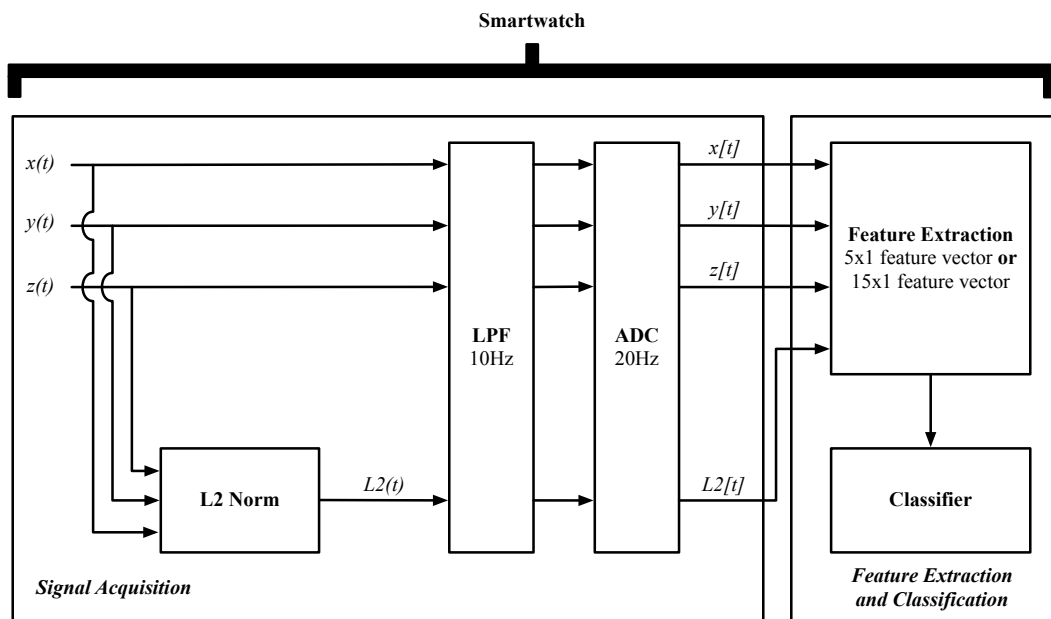 Smartwatch
x(t)
y(t)
z(t)
L2 Norm
L2(t)
LPF
10Hz
ADC
20Hz
x[t]
y[t]
z[t]
L2[t]
Signal Acquisition
Feature Extraction
5x1 feature vector or
15x1 feature vector
Classifier
Feature Extraction
and Classification